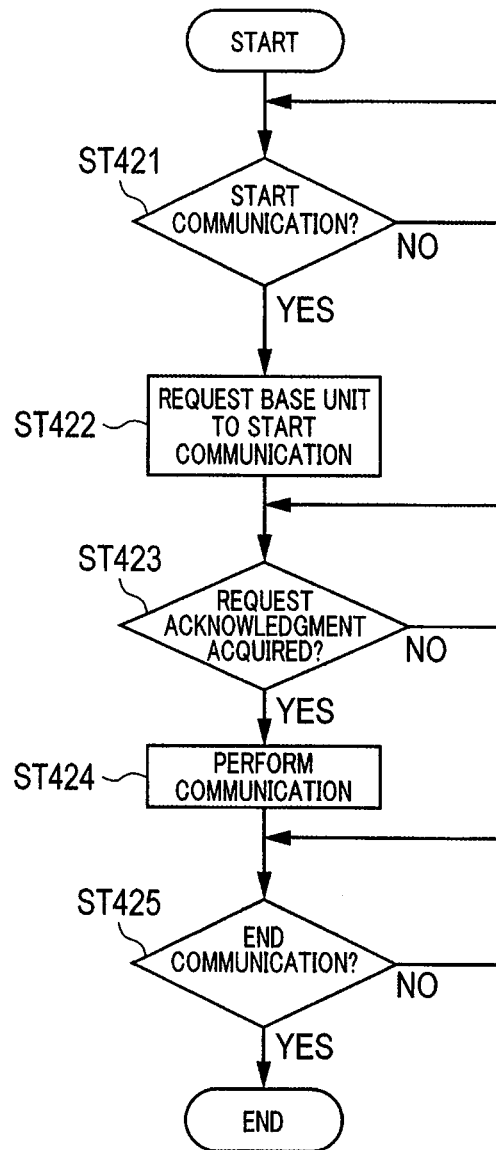 START
ST421
START
COMMUNICATION?
NO
YES
ST422
REQUEST BASE UNIT
TO START
COMMUNICATION
ST423
REQUEST
ACKNOWLEDGMENT
ACQUIRED?
NO
YES
ST424
PERFORM
COMMUNICATION
ST425
END
COMMUNICATION?
NO
YES
END